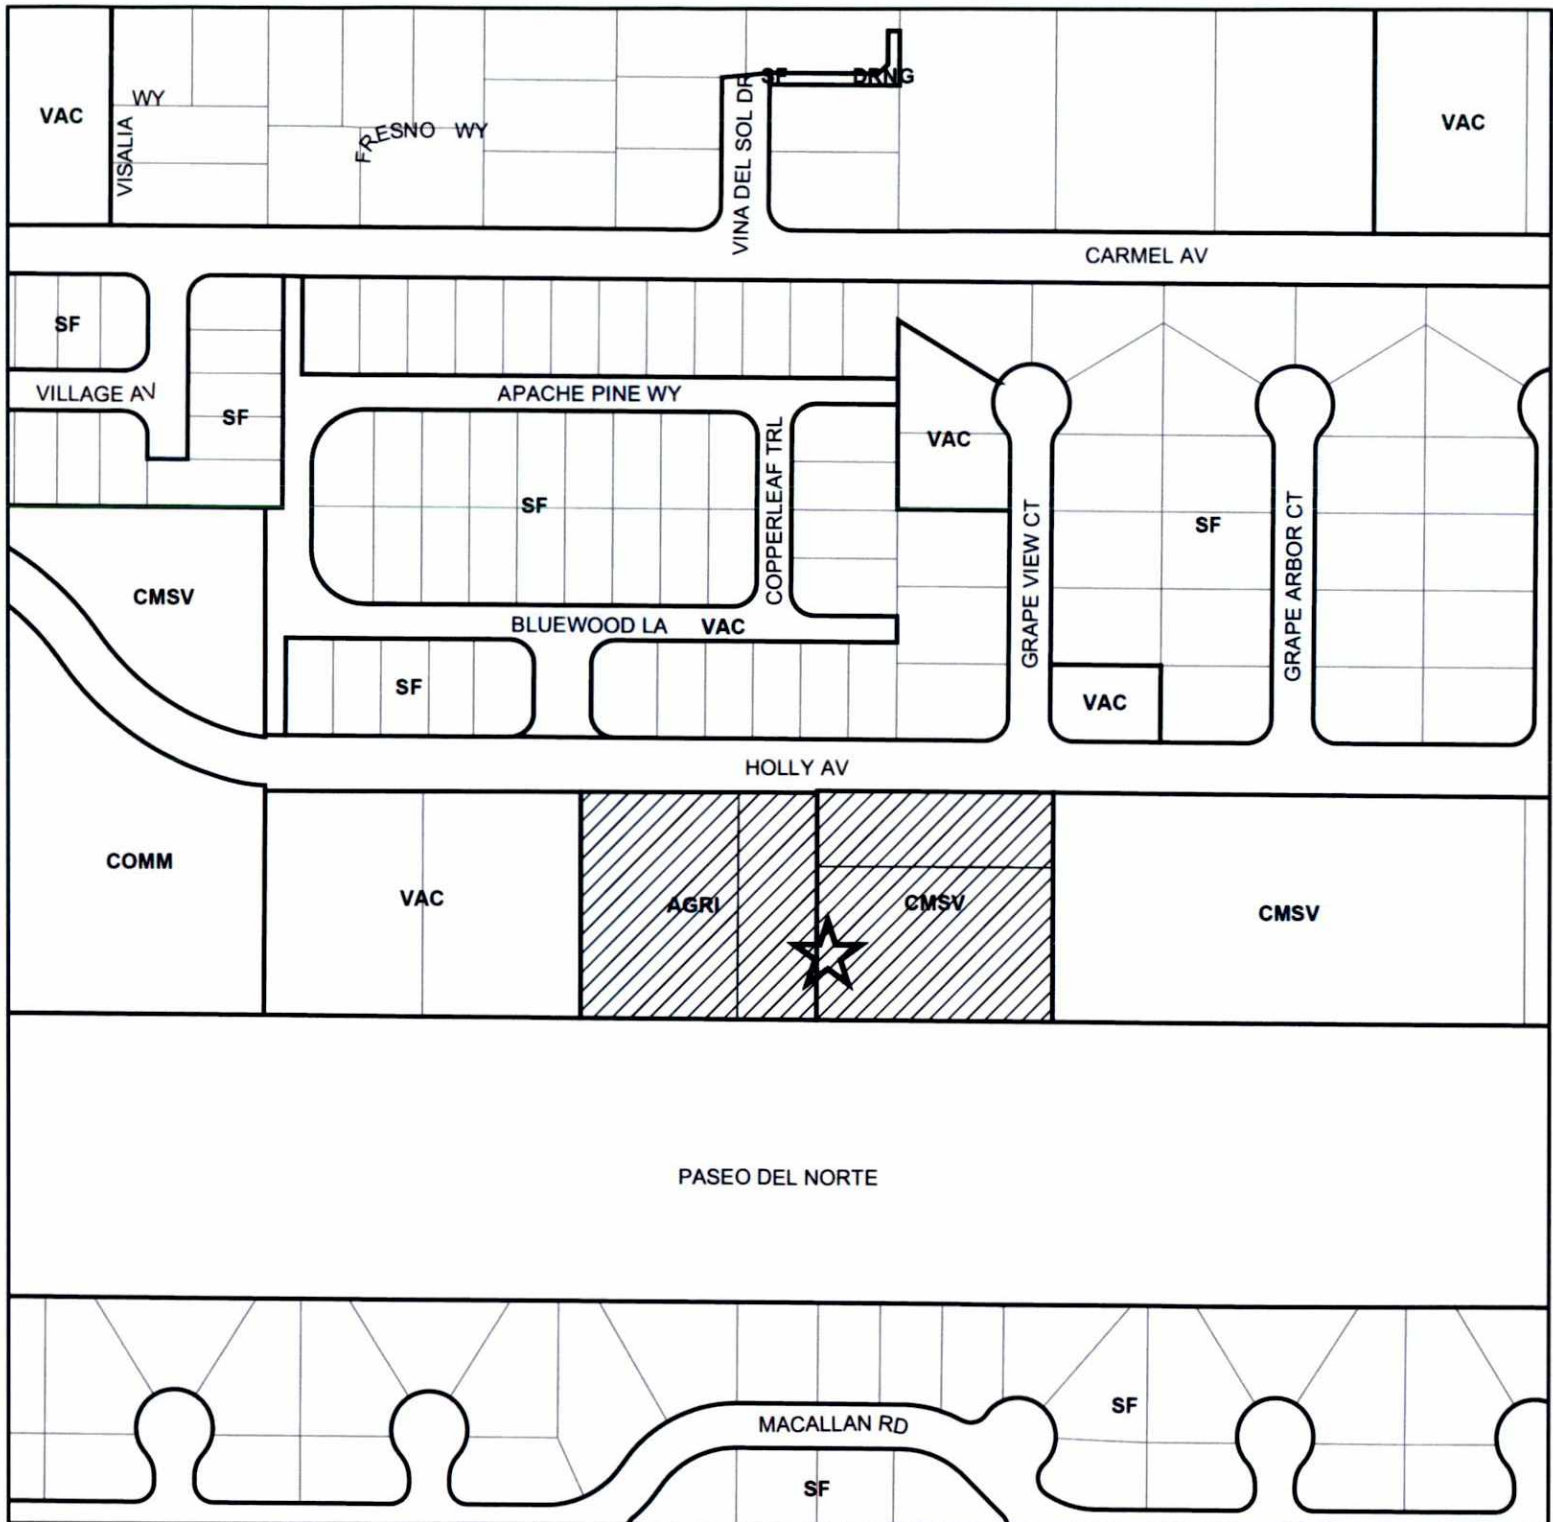 SF DRNG
WY
VAC
VAC
FRESNO WY
VISALIA
VINA DEL SOL DR
CARMEL AV
SF
VILLAGE AV
APACHE PINE WY
SF
VAC
COPPERLEAF TRL
SF
SF
GRAPE VIEW CT
GRAPE ARBOR CT
CMSV
BLUEWOOD LA VAC
SF
VAC
HOLLY AV
COMM
VAC
AGRI
CMSV
CMSV
PASEO DEL NORTE
SF
MACALLAN RD
SF